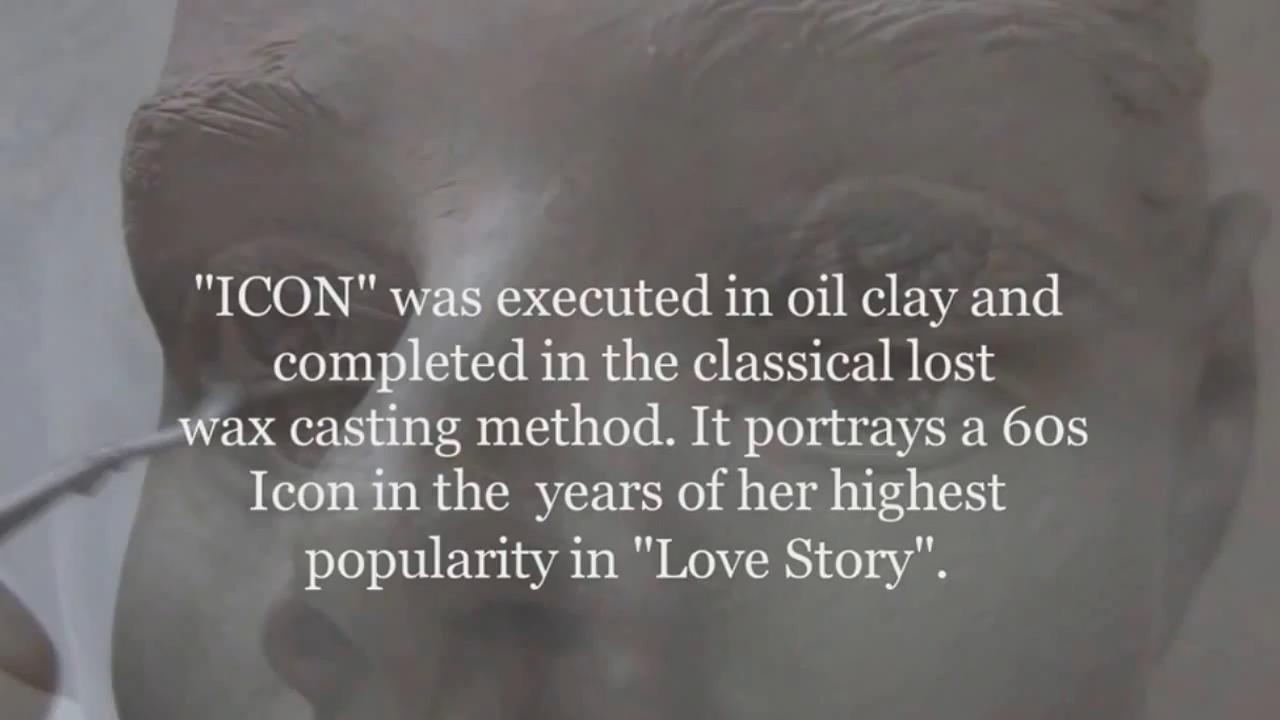 "ICON" was executed in oil clay and
completed in the classical lost
wax casting method. It portrays a 60s
Icon in the  years of her highest
popularity in "Love Story".